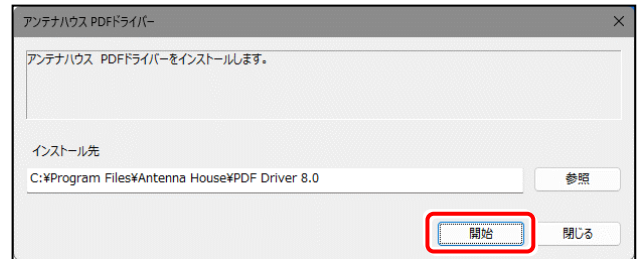 アンテナハウス PDFドライバー
アンテナハウス PDFドライバーをインストールします。
インストール先
C:¥Program Files¥Antenna House¥PDF Driver 8.0
参照
開始
閉じる